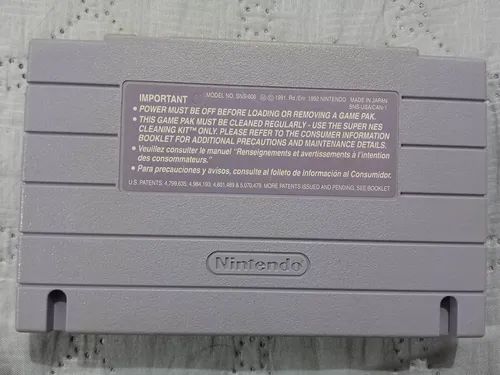 IMPORTANT MODEL NO. SNS-006 Ⓜ © 1991, Rd./Em. 1992 NINTENDO MADE IN JAPAN
SNS-USA/CAN-1
• POWER MUST BE OFF BEFORE LOADING OR REMOVING A GAME PAK.
• THIS GAME PAK MUST BE CLEANED REGULARLY - USE THE SUPER NES
CLEANING KIT™ ONLY. PLEASE REFER TO THE CONSUMER INFORMATION
BOOKLET FOR ADDITIONAL PRECAUTIONS AND MAINTENANCE DETAILS.
• Veuillez consulter le manuel "Renseignements et avertissements à l'intention
des consommateurs."
• Para precauciones y avisos, consulte al folleto de Información al Consumidor.
U.S. PATENTS: 4,799,635; 4,984,193; 4,801,489 & 5,070,479. MORE PATENTS ISSUED AND PENDING, SEE BOOKLET
Nintendo